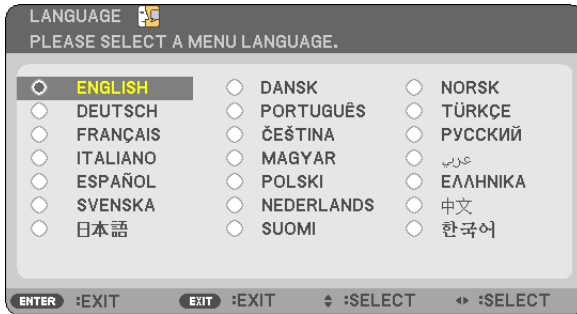 LANGUAGE
PLEASE SELECT A MENU LANGUAGE.
ENGLISH DANSK NORSK
DEUTSCH PORTUGUÊS TÜRKÇE
FRANÇAIS ČEŠTINA РУССКИЙ
ITALIANO MAGYAR عربي
ESPAÑOL POLSKI ΕΛΛΗΝΙΚΑ
SVENSKA NEDERLANDS 中文
日本語 SUOMI 한국어
ENTER :EXIT EXIT :EXIT :SELECT :SELECT